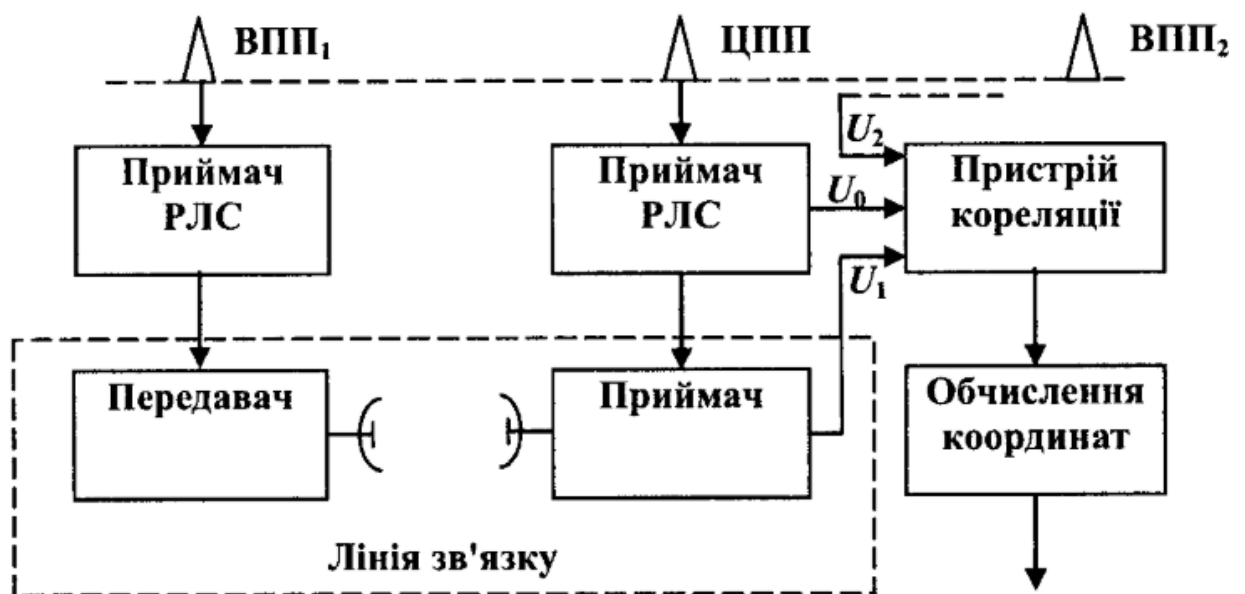 ВПП₁
ЦПП
ВПП₂
Приймач
РЛС
Приймач
РЛС
U₂
U₀
U₁
Пристрій
кореляції
Передавач
Приймач
Обчислення
координат
Лінія зв'язку